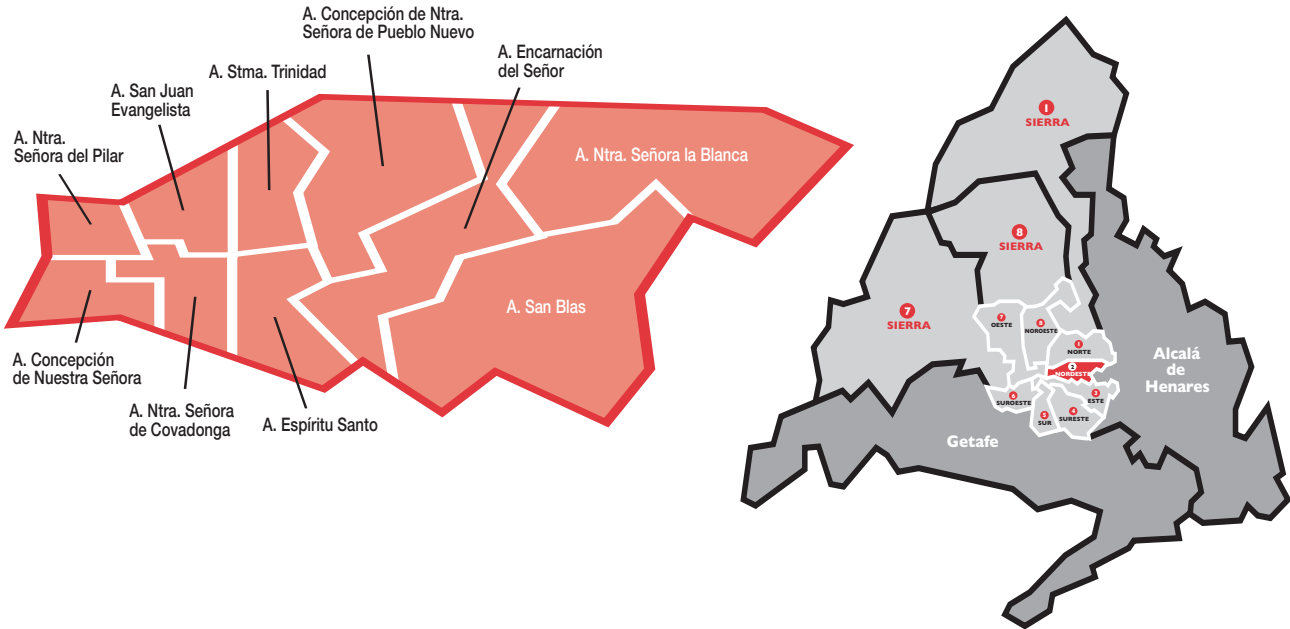 A. Concepción de Ntra.
Señora de Pueblo Nuevo
A. Encarnación
del Señor
A. Stma. Trinidad
A. San Juan
Evangelista
A. Ntra.
Señora del Pilar
A. Ntra. Señora la Blanca
A. San Blas
A. Concepción
de Nuestra Señora
A. Ntra. Señora
de Covadonga
A. Espíritu Santo
1
SIERRA
8
SIERRA
7
SIERRA
7
OESTE
8
NOROESTE
1
NORTE
2
NORDESTE
3
ESTE
4
SURESTE
5
SUR
6
SUROESTE
Alcalá
de
Henares
Getafe